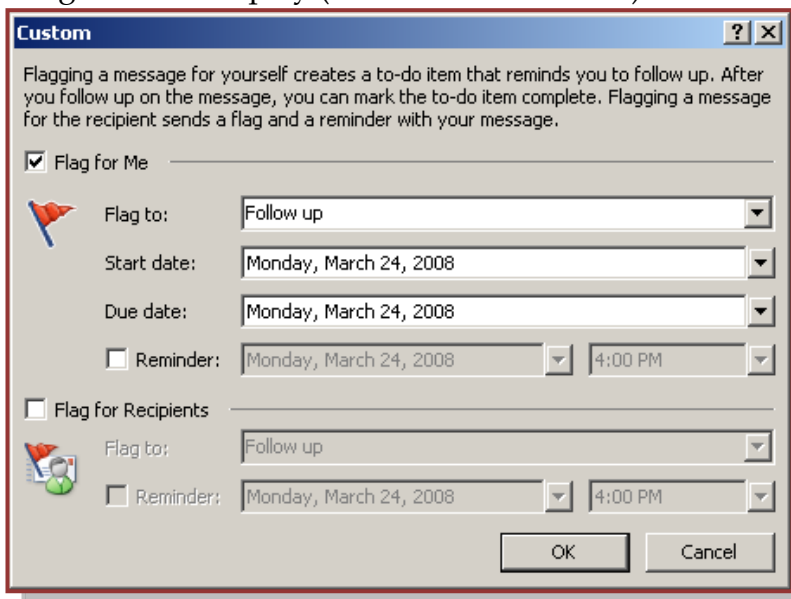 Custom
Flagging a message for yourself creates a to-do item that reminds you to follow up. After
you follow up on the message, you can mark the to-do item complete. Flagging a message
for the recipient sends a flag and a reminder with your message.
Flag for Me
Flag to: Follow up
Start date: Monday, March 24, 2008
Due date: Monday, March 24, 2008
Reminder: Monday, March 24, 2008 4:00 PM
Flag for Recipients
Flag to: Follow up
Reminder: Monday, March 24, 2008 4:00 PM
OK Cancel